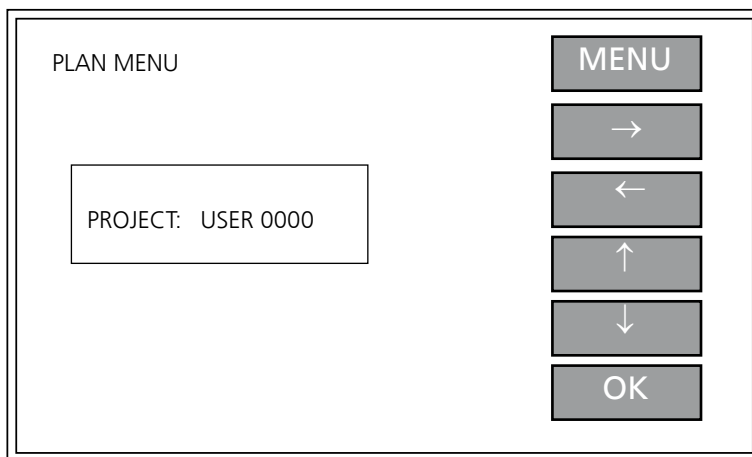 PLAN MENU
PROJECT: USER 0000
MENU
→
←
↑
↓
OK